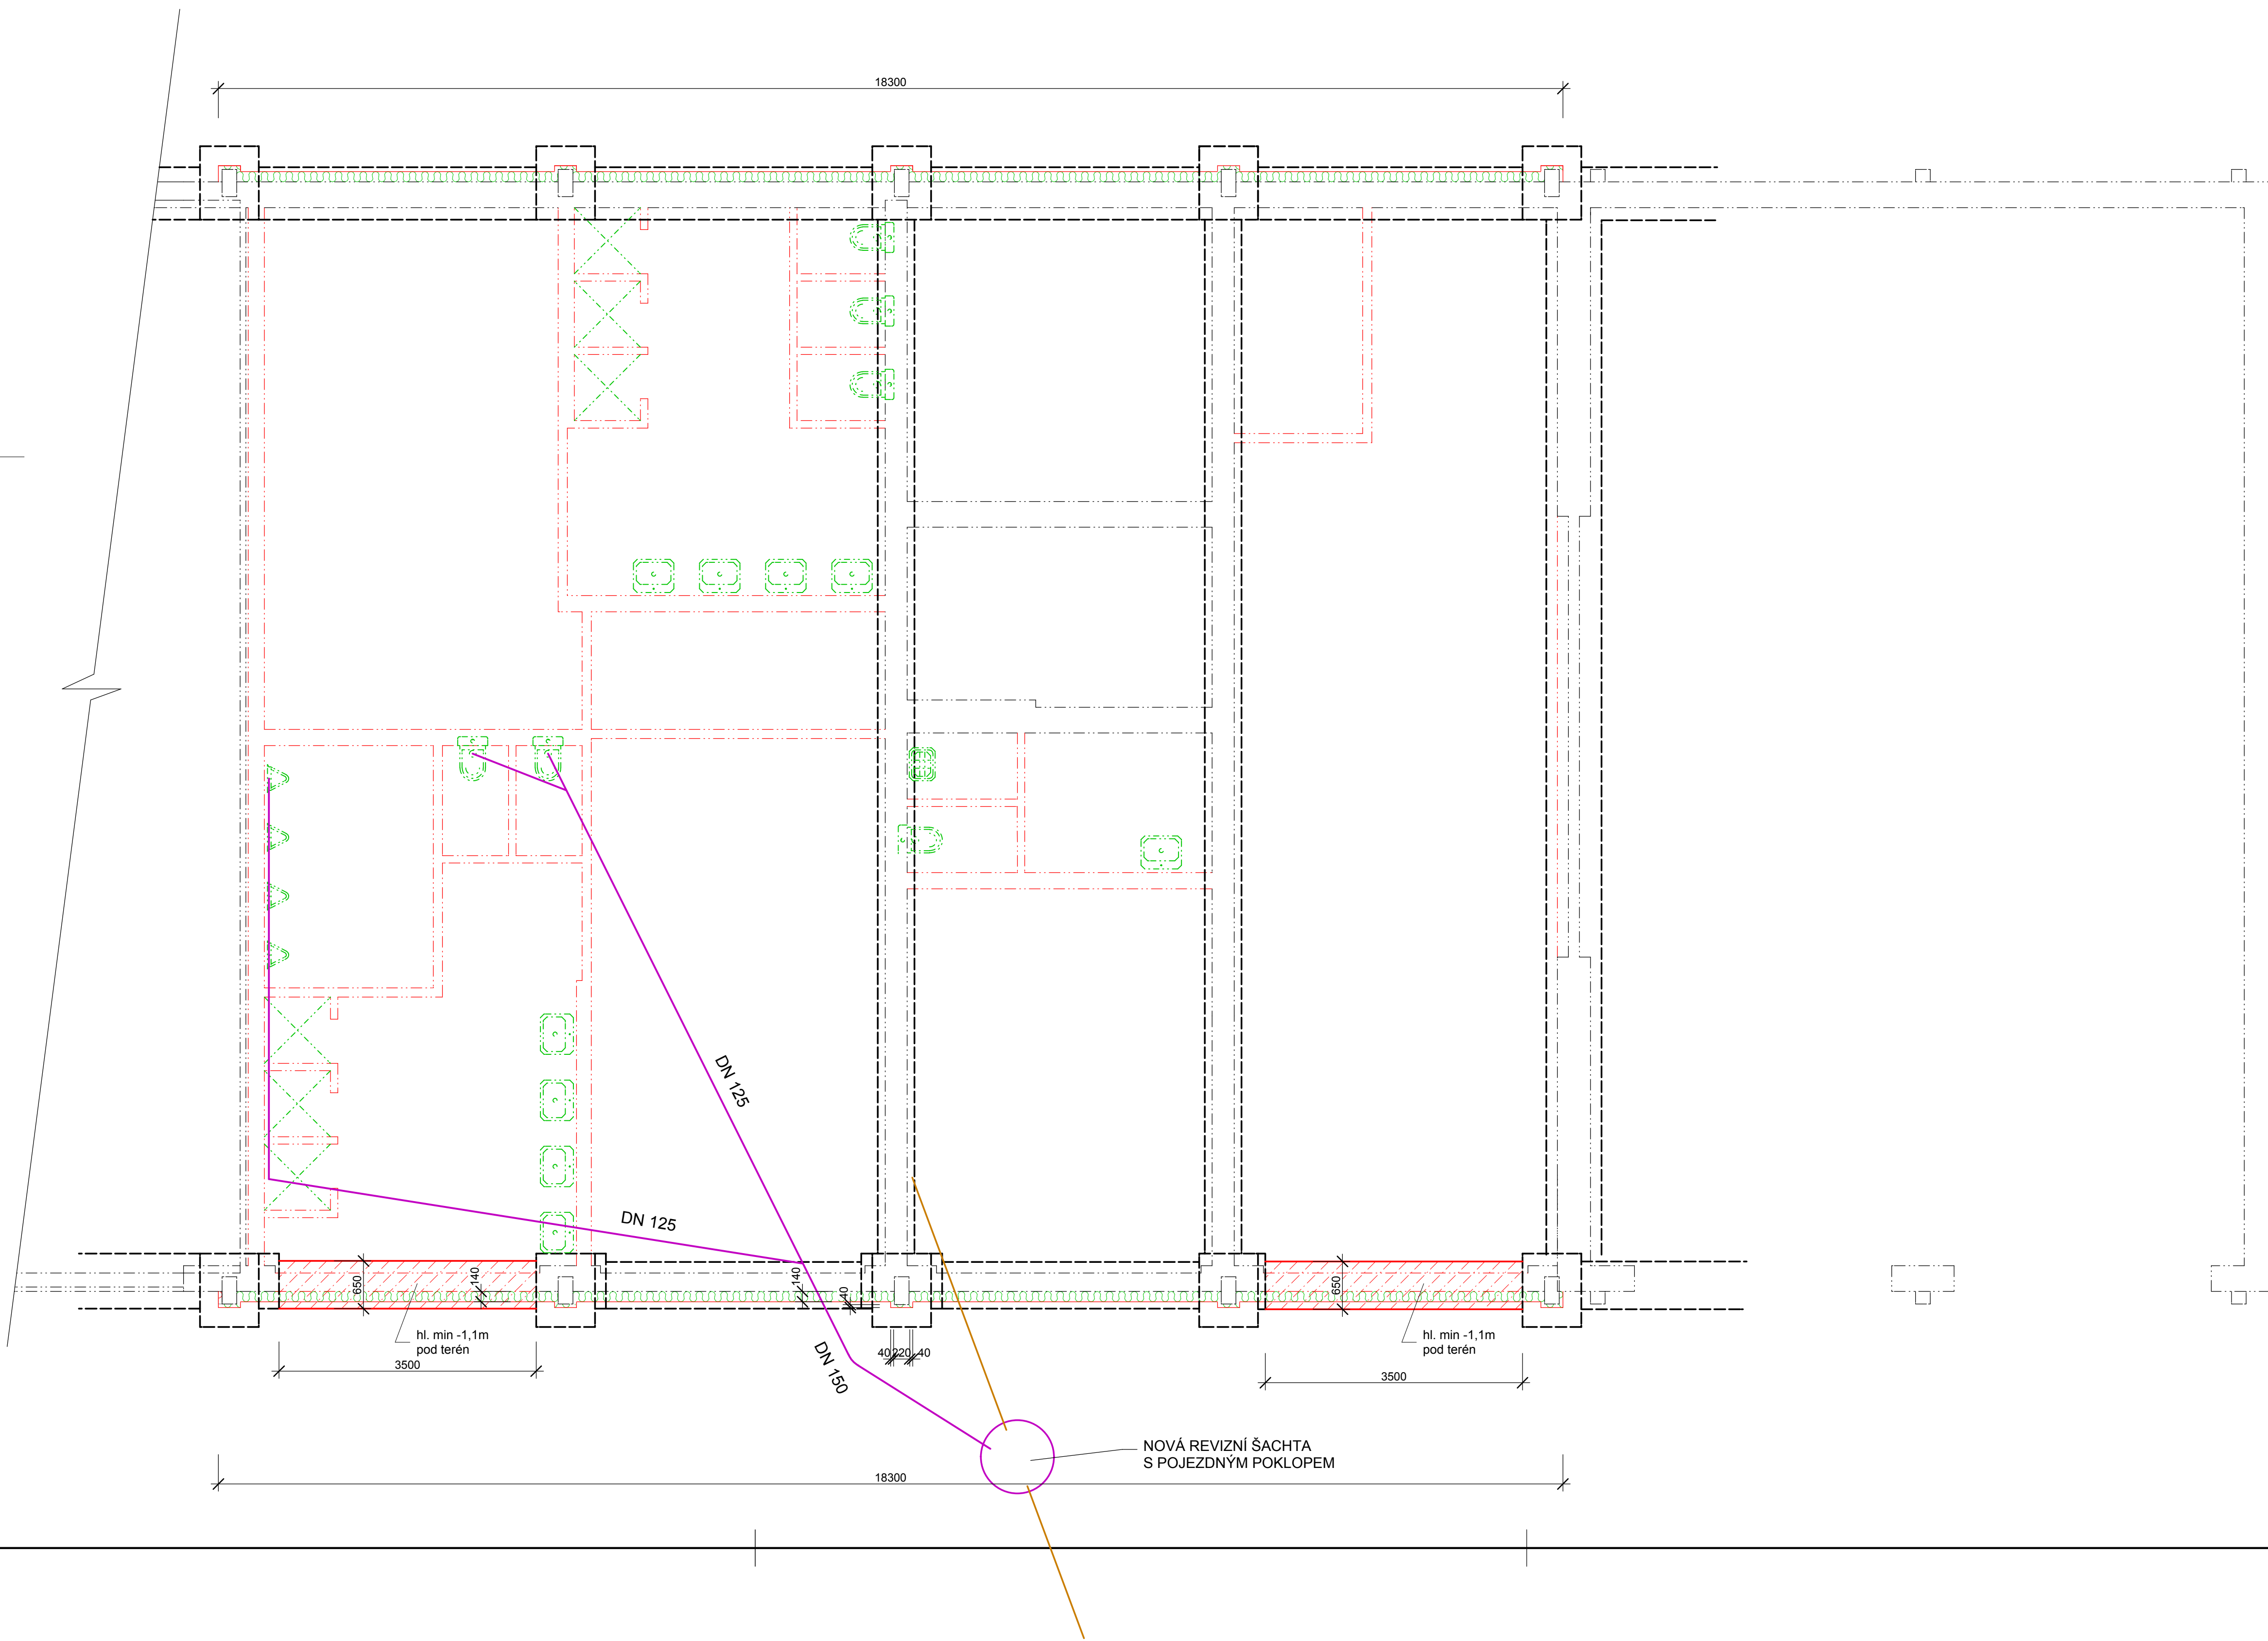 18300
DN 125
DN 125
650
140
140
40
650
hl. min -1,1m
pod terén
hl. min -1,1m
pod terén
3500
DN 150
40
220
40
3500
NOVÁ REVIZNÍ ŠACHTA
S POJEZDNÝM POKLOPEM
18300